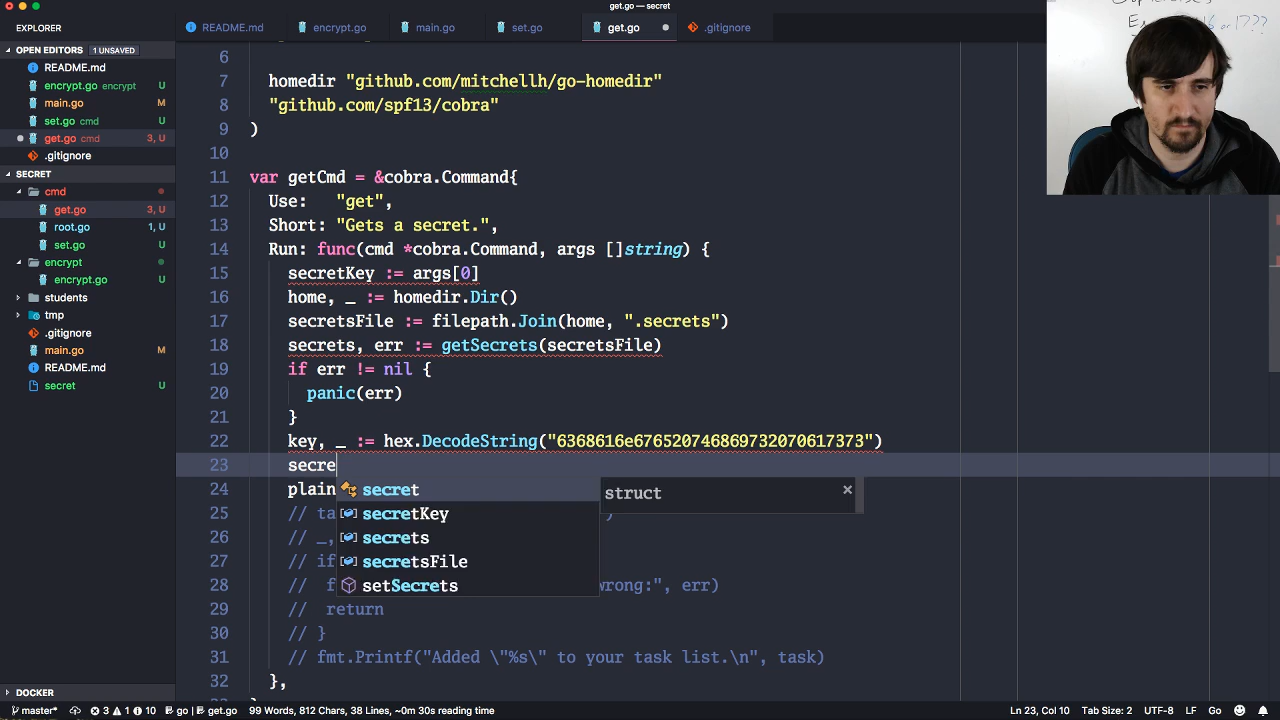 get.go — secret
EXPLORER
README.md
encrypt.go
main.go
set.go
get.go
.gitignore
OPEN EDITORS 1 UNSAVED
README.md
encrypt.go encrypt U
main.go M
set.go cmd U
get.go cmd 3, U
.gitignore
SECRET
cmd
get.go 3, U
root.go 1, U
set.go U
encrypt
encrypt.go U
students
tmp
.gitignore
main.go M
README.md
secret U
DOCKER
6
7 homedir "github.com/mitchellh/go-homedir"
8 "github.com/spf13/cobra"
9 )
10
11 var getCmd = &cobra.Command{
12 Use: "get",
13 Short: "Gets a secret.",
14 Run: func(cmd *cobra.Command, args []string) {
15 secretKey := args[0]
16 home, _ := homedir.Dir()
17 secretsFile := filepath.Join(home, ".secrets")
18 secrets, err := getSecrets(secretsFile)
19 if err != nil {
20 panic(err)
21 }
22 key, _ := hex.DecodeString("6368616e676520746869732070617373")
23 secre
24 plain
25 // ta )
26 // _,
27 // if
28 // f wrong:", err)
29 // return
30 // }
31 // fmt.Printf("Added \"%s\" to your task list.\n", task)
32 },
secret
secretKey
secrets
secretsFile
setSecrets
struct ×
master* 3 1 10 go | get.go 99 Words, 812 Chars, 38 Lines, ~0m 30s reading time Ln 23, Col 10 Tab Size: 2 UTF-8 LF Go